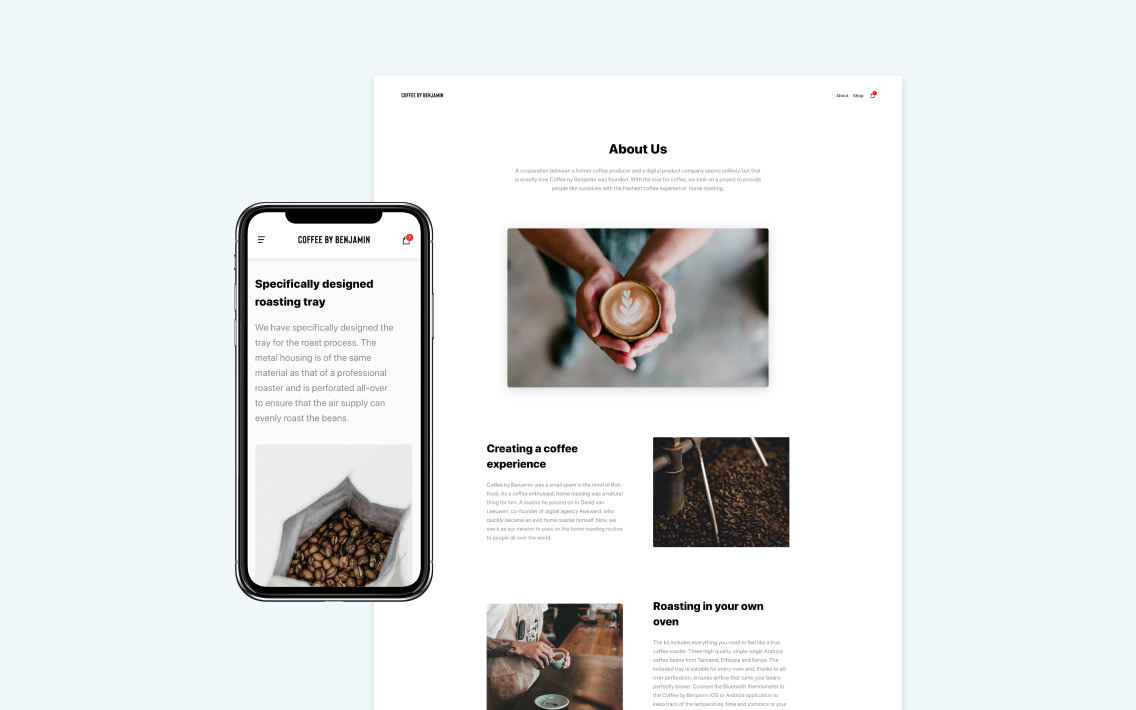 COFFEE BY BENJAMIN
About Shop
About Us
A cooperation between a former coffee producer and a digital product company seems unlikely, but that
is exactly how Coffee by Benjamin was founded. With the love for coffee, we took on a project to provide
people like ourselves with the freshest coffee experience: home roasting.
COFFEE BY BENJAMIN
7
Specifically designed
roasting tray
We have specifically designed the
tray for the roast process. The
metal housing is of the same
material as that of a professional
roaster and is perforated all-over
to ensure that the air supply can
evenly roast the beans.
Creating a coffee
experience
Coffee by Benjamin was a small spark in the mind of Rob
Kooij. As a coffee enthusiast, home roasting was a natural
thing for him. A routine he passed on to David van
Leeuwen, co-founder of digital agency Awkward, who
quickly became an avid home roaster himself. Now, we
see it as our mission to pass on the home roasting routine
to people all over the world.
Roasting in your own
oven
The kit includes everything you need to feel like a true
coffee roaster. Three high quality, single-origin Arabica
coffee beans from Tanzania, Ethiopia and Kenya. The
included tray is suitable for every oven and, thanks to all-
over perforation, ensures airflow that turns your beans
perfectly brown. Connect the Bluetooth thermometer to
the Coffee by Benjamin iOS or Android application to
keep track of the temperature, time and statistics or your